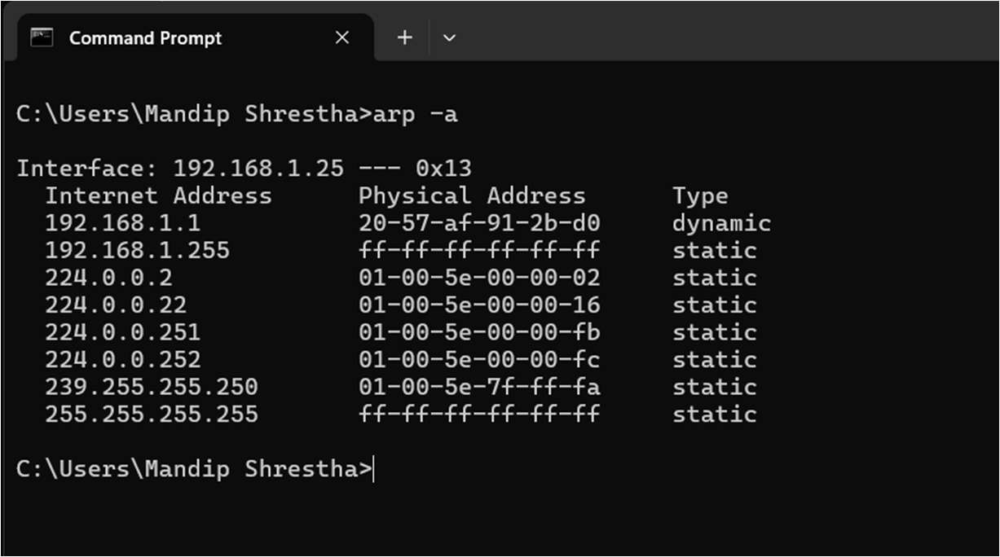 Command Prompt
C:\Users\Mandip Shrestha>arp -a
Interface: 192.168.1.25 --- 0x13
Internet Address Physical Address Type
192.168.1.1 20-57-af-91-2b-d0 dynamic
192.168.1.255 ff-ff-ff-ff-ff-ff static
224.0.0.2 01-00-5e-00-00-02 static
224.0.0.22 01-00-5e-00-00-16 static
224.0.0.251 01-00-5e-00-00-fb static
224.0.0.252 01-00-5e-00-00-fc static
239.255.255.250 01-00-5e-7f-ff-fa static
255.255.255.255 ff-ff-ff-ff-ff-ff static
C:\Users\Mandip Shrestha>